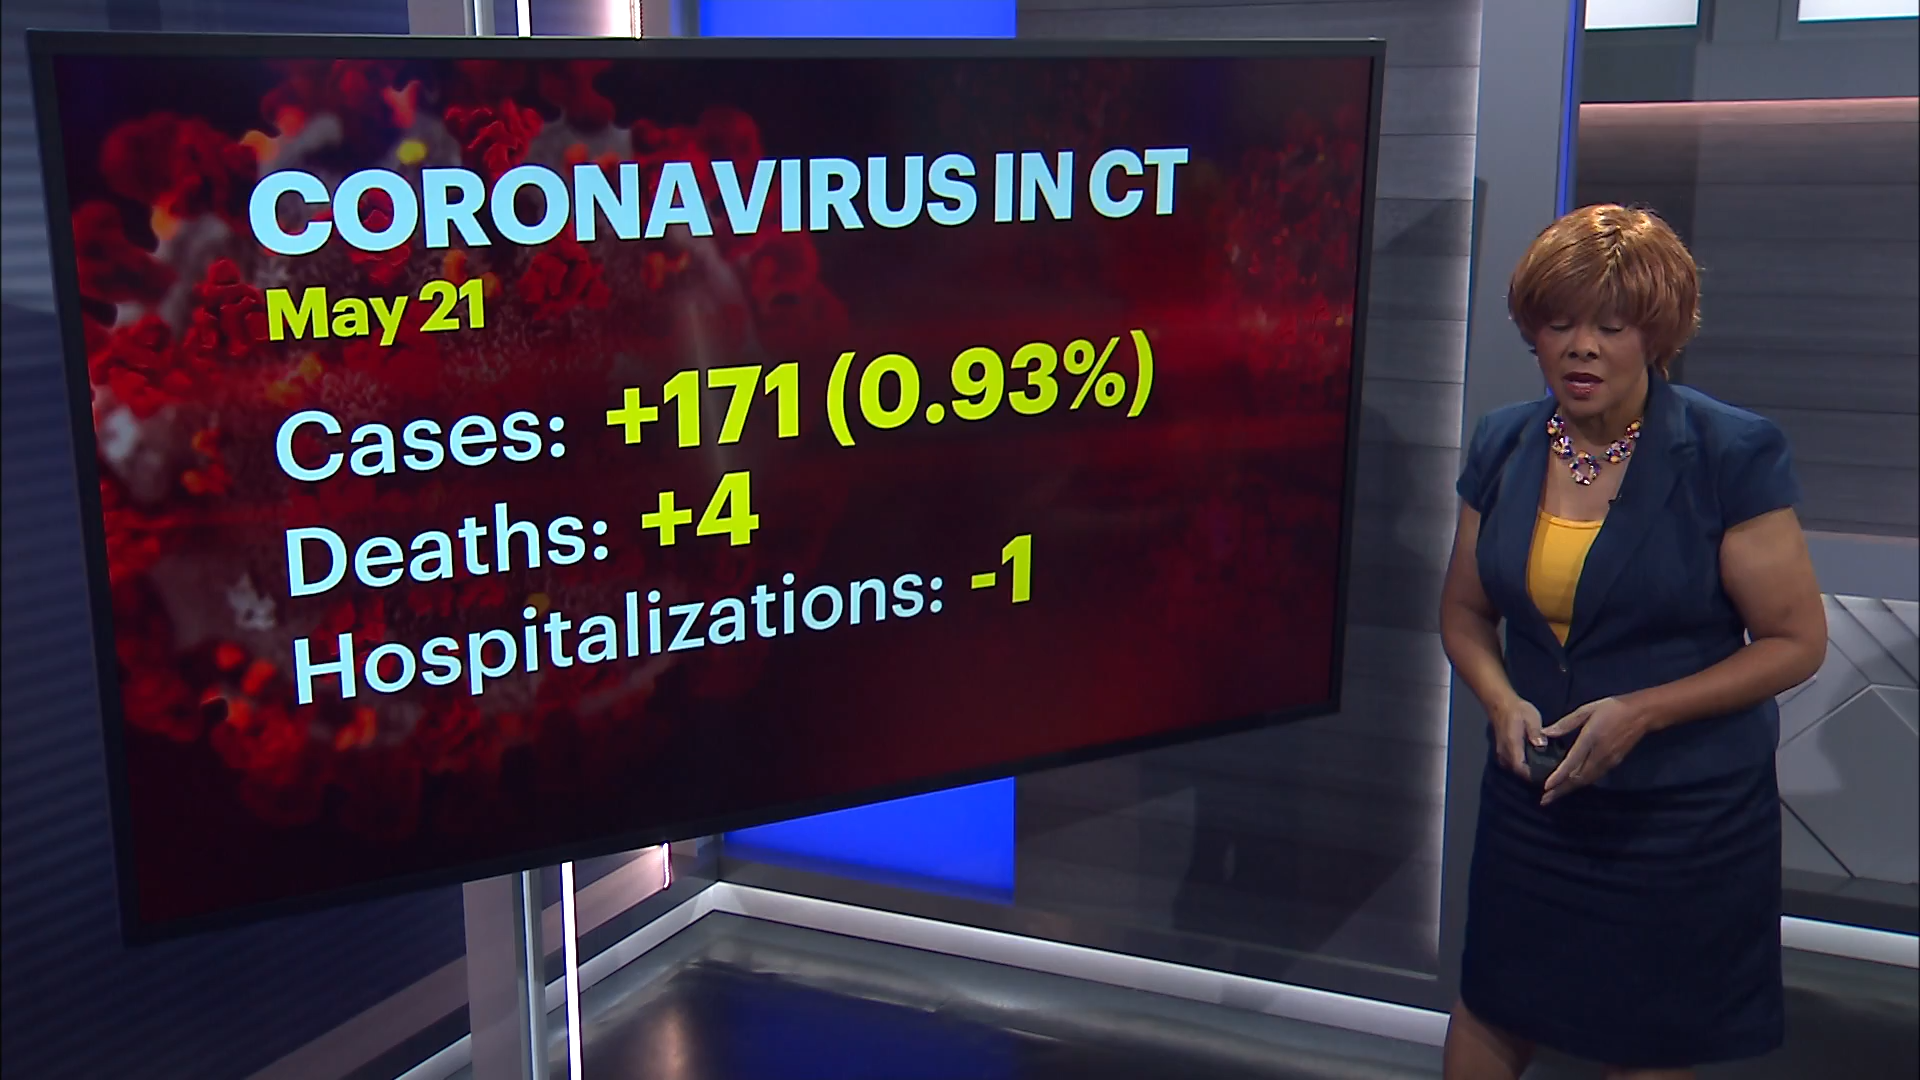 CORONAVIRUS IN CT
May 21
Cases: +171 (0.93%)
Deaths: +4
Hospitalizations: -1